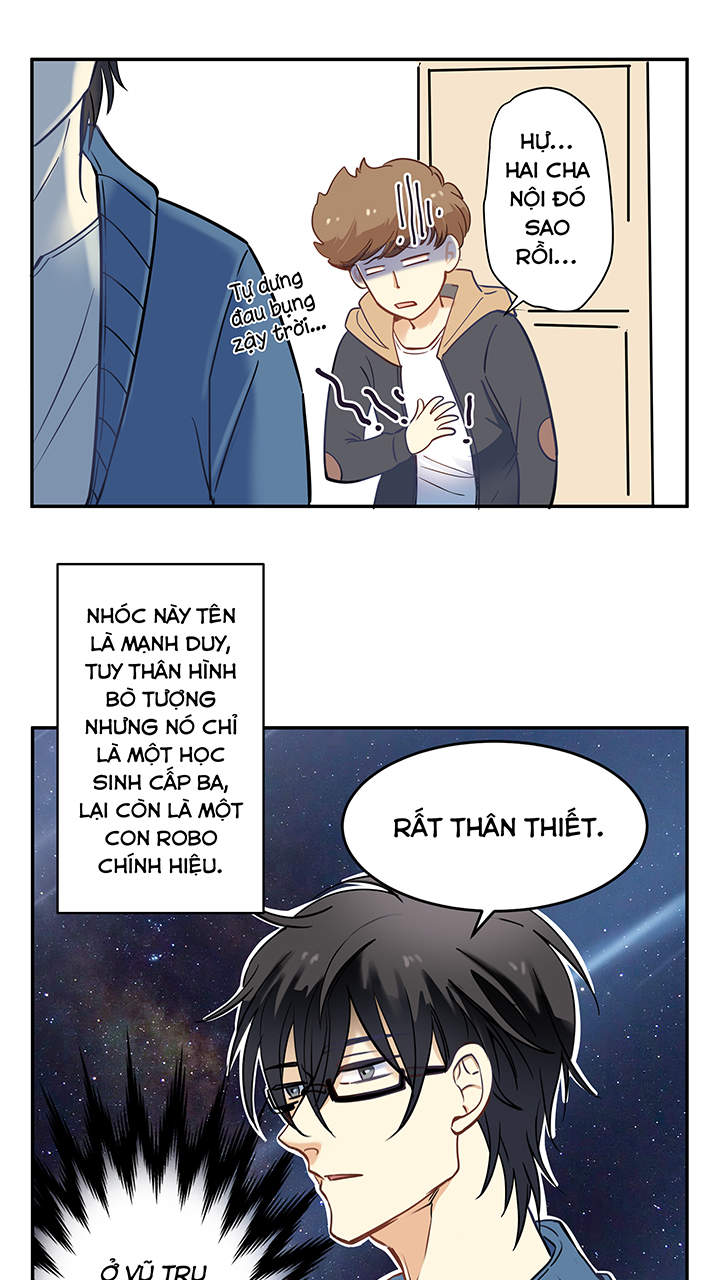 HỰ...
HAI CHA
NỘI ĐÓ
SAO
RỒI...
Tự dưng
đau bụng
zậy trời...
NHÓC NÀY TÊN
LÀ MẠNH DUY,
TUY THÂN HÌNH
BÒ TƯỢNG
NHƯNG NÓ CHỈ
LÀ MỘT HỌC
SINH CẤP BA,
LẠI CÒN LÀ MỘT
CON ROBO
CHÍNH HIỆU.
RẤT THÂN THIẾT.
Ở VŨ TRỤ